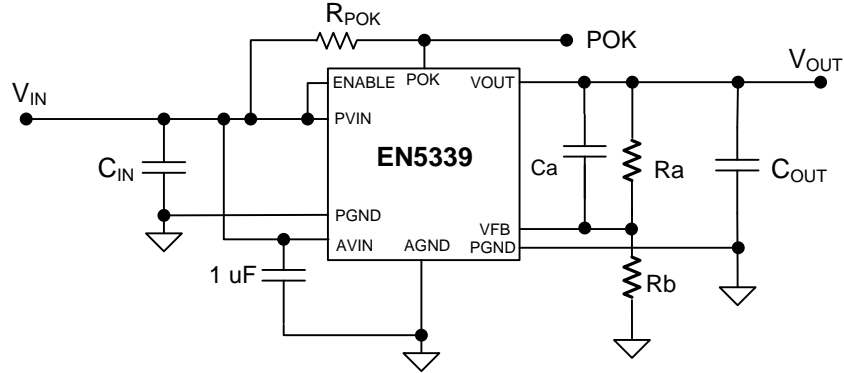 RPOK
POK
VIN
ENABLE
POK
VOUT
VOUT
PVIN
EN5339
CIN
Ca
Ra
COUT
PGND
VFB
AVIN
AGND
PGND
1 uF
Rb